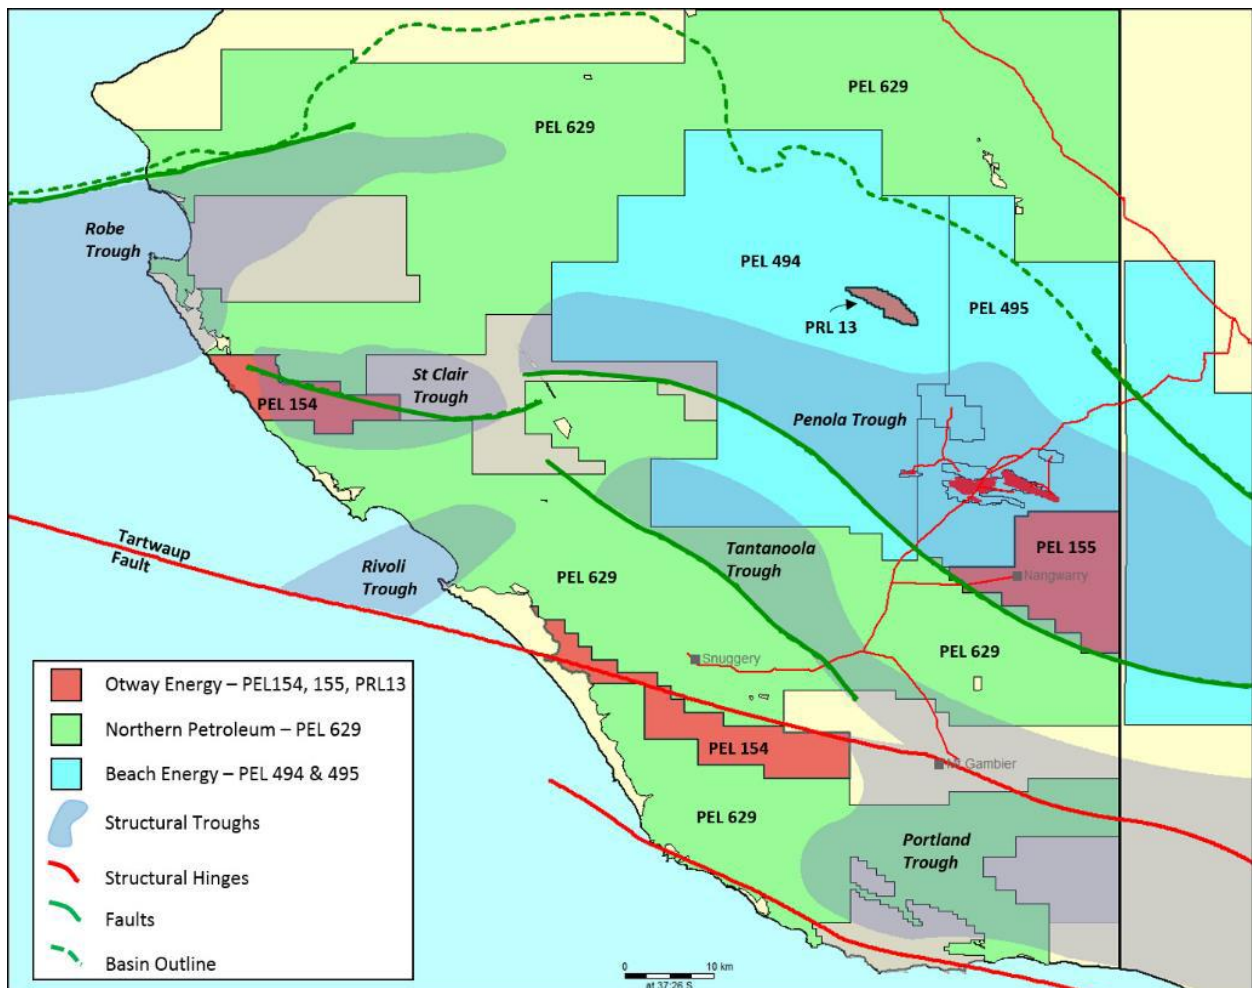 PEL 629
PEL 629
Robe
Trough
PEL 494
PEL 495
PRL 13
St Clair
Trough
PEL 154
Penola Trough
Tartwaup
Fault
Rivoli
Trough
PEL 629
Tantanoola
Trough
PEL 155
Nangwarry
Snuggery
PEL 629
PEL 154
Mt Gambier
PEL 629
Portland
Trough
Otway Energy – PEL154, 155, PRL13
Northern Petroleum – PEL 629
Beach Energy – PEL 494 & 495
Structural Troughs
Structural Hinges
Faults
Basin Outline
0 10 km
at 37:26 S